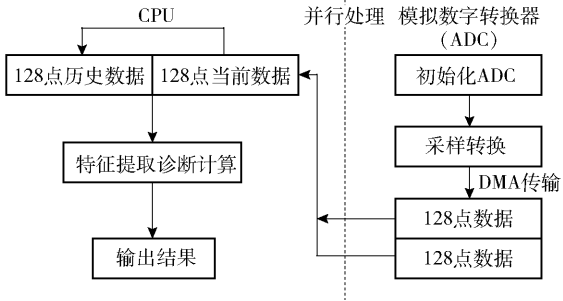 CPU
并行处理
模拟数字转换器
（ADC）
128点历史数据
128点当前数据
初始化ADC
采样转换
特征提取诊断计算
DMA传输
128点数据
128点数据
输出结果